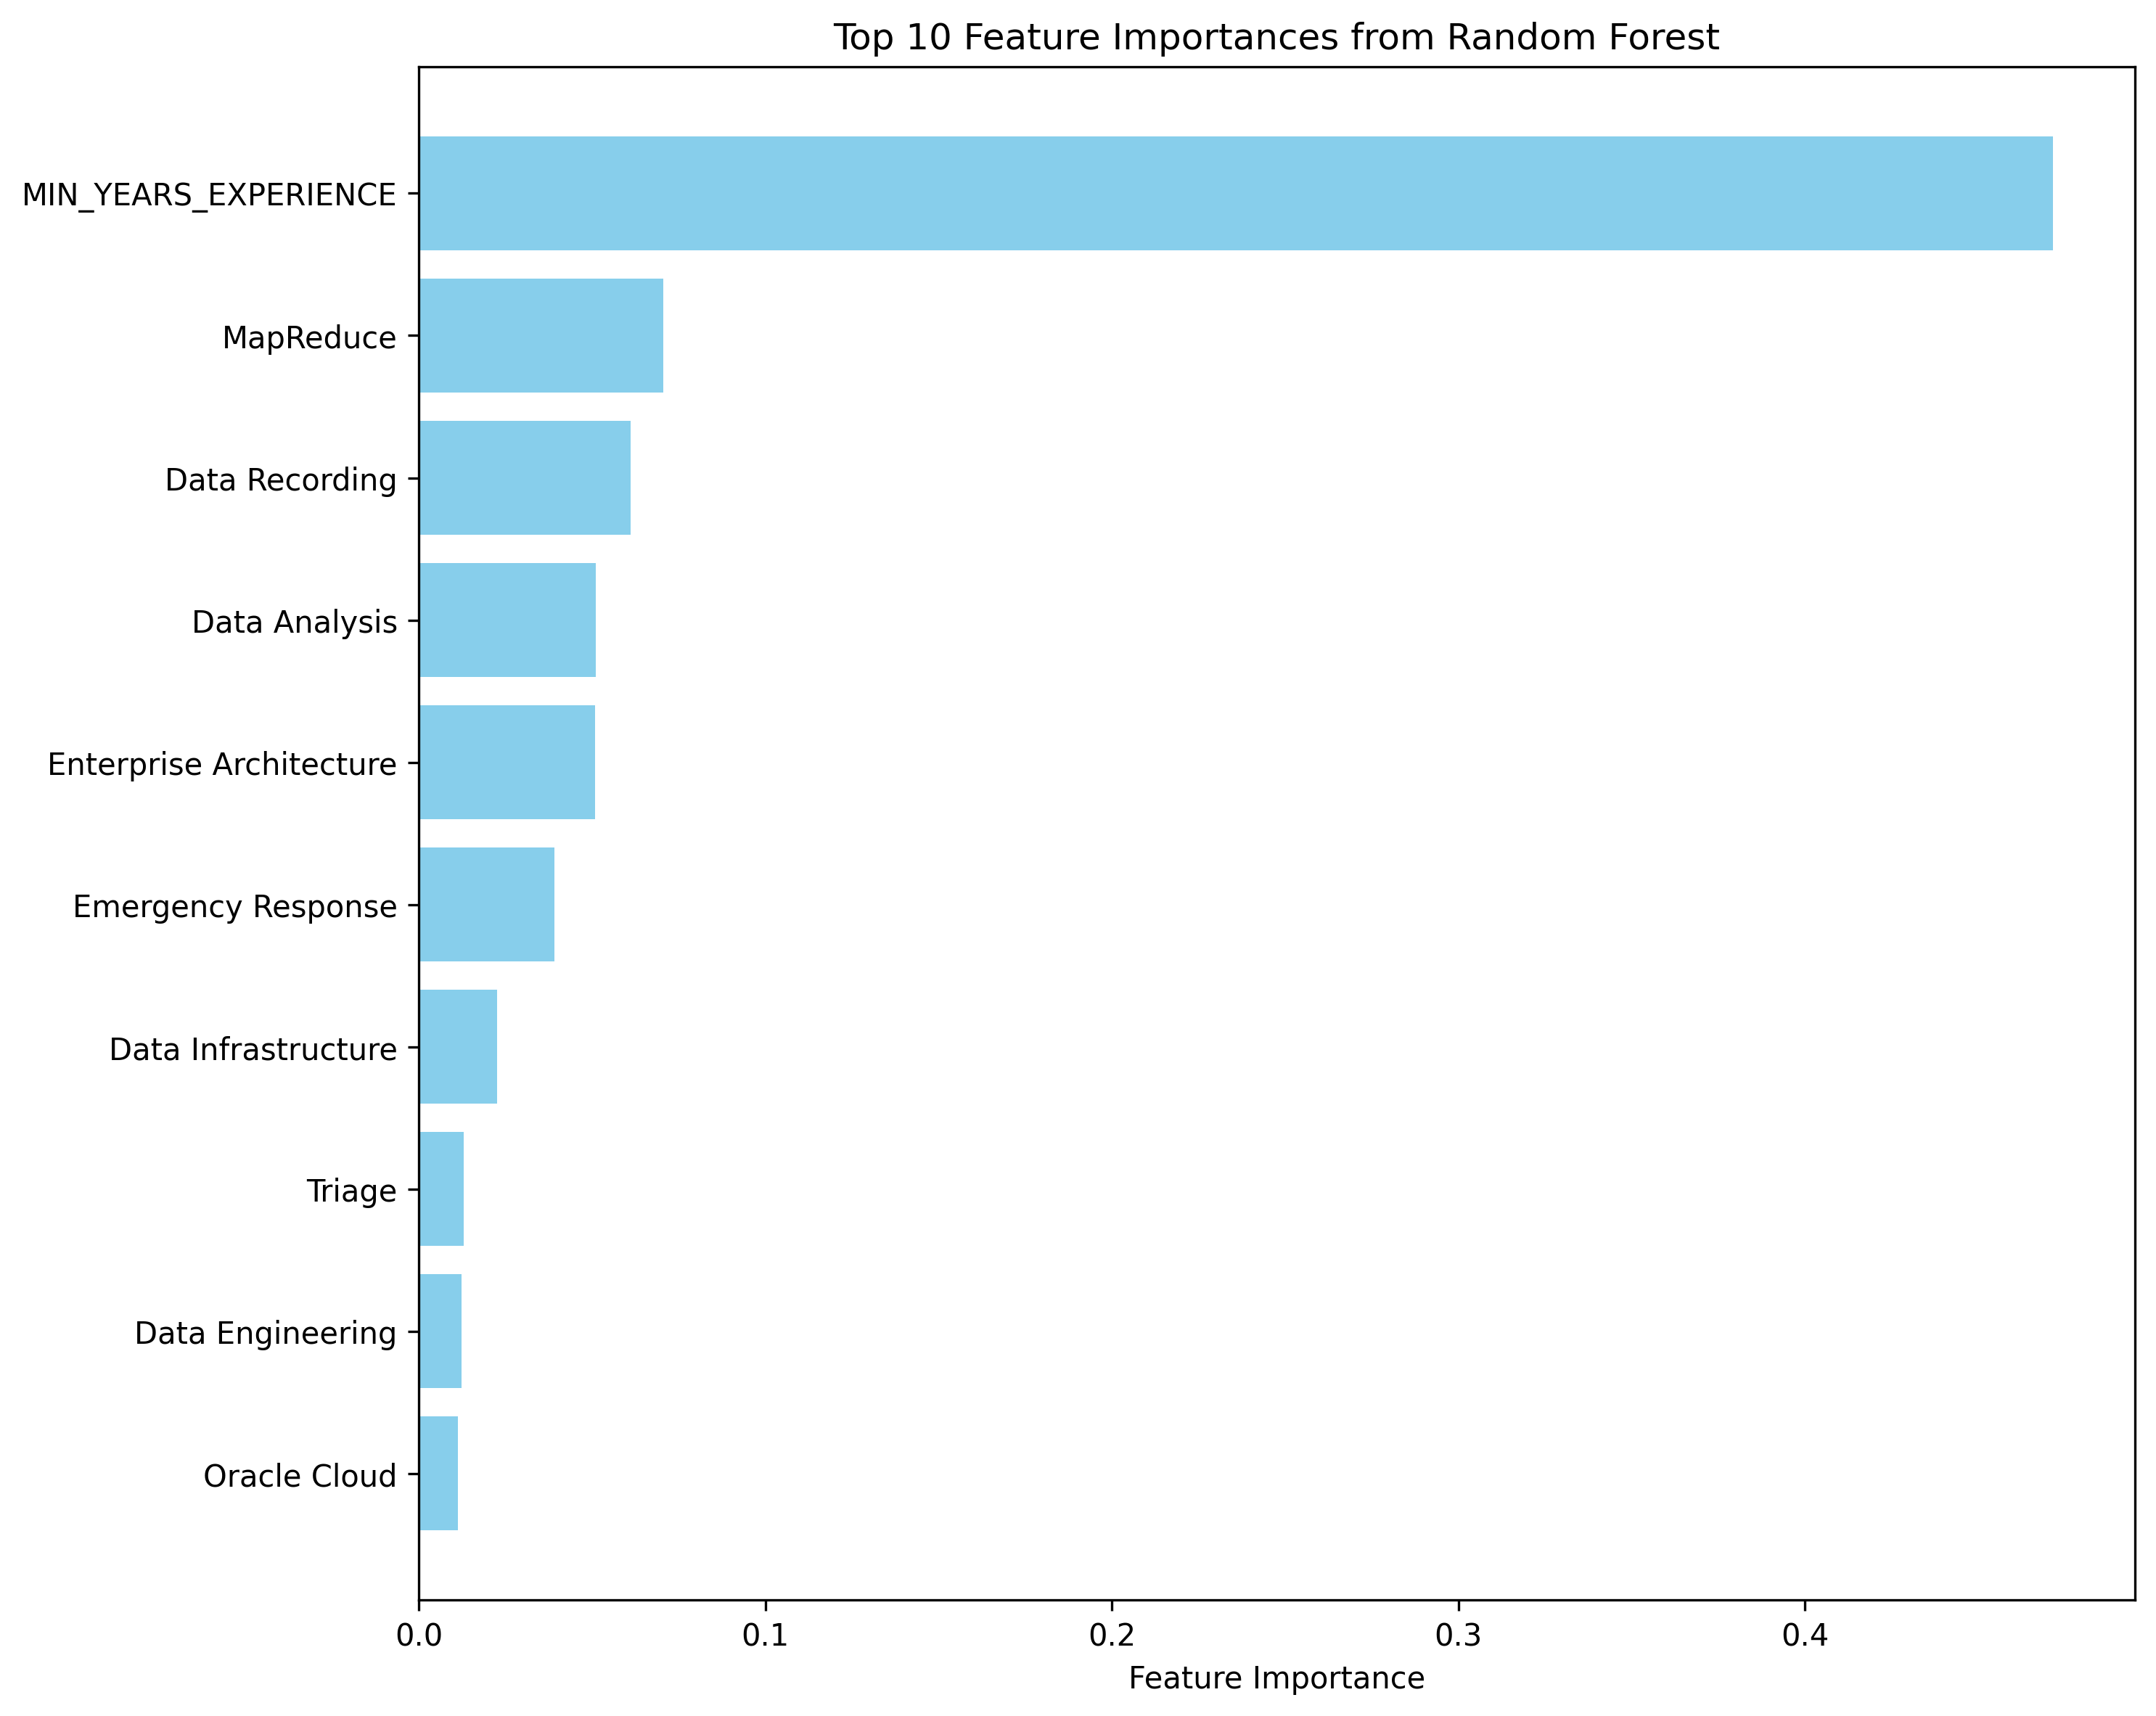 Top 10 Feature Importances from Random Forest
MIN_YEARS_EXPERIENCE
MapReduce
Data Recording
Data Analysis
Enterprise Architecture
Emergency Response
Data Infrastructure
Triage
Data Engineering
Oracle Cloud
0.0 0.1 0.2 0.3 0.4
Feature Importance